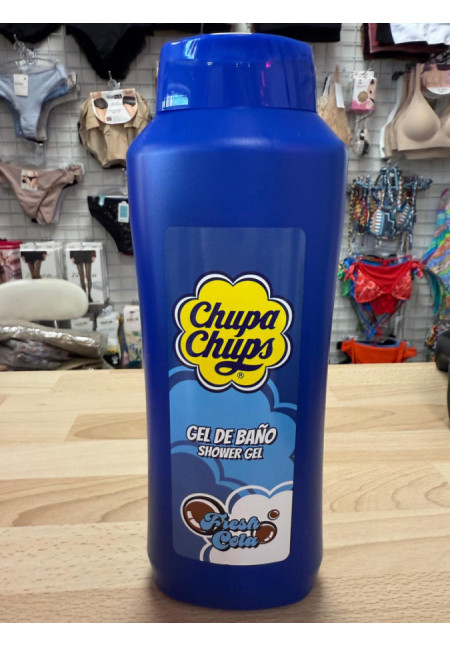 Chupa
Chups
®
GEL DE BAÑO
SHOWER GEL
Fresh
Cola